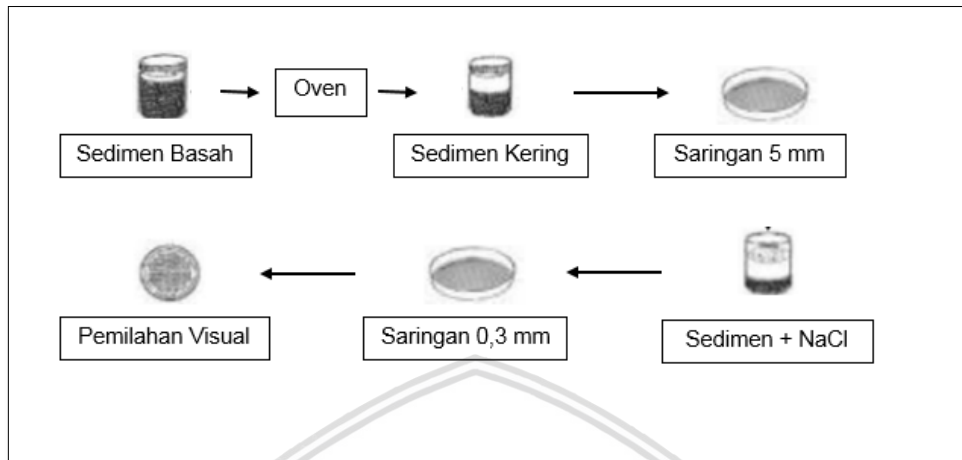 Oven
Sedimen Basah
Sedimen Kering
Saringan 5 mm
Pemilahan Visual
Saringan 0,3 mm
Sedimen + NaCl